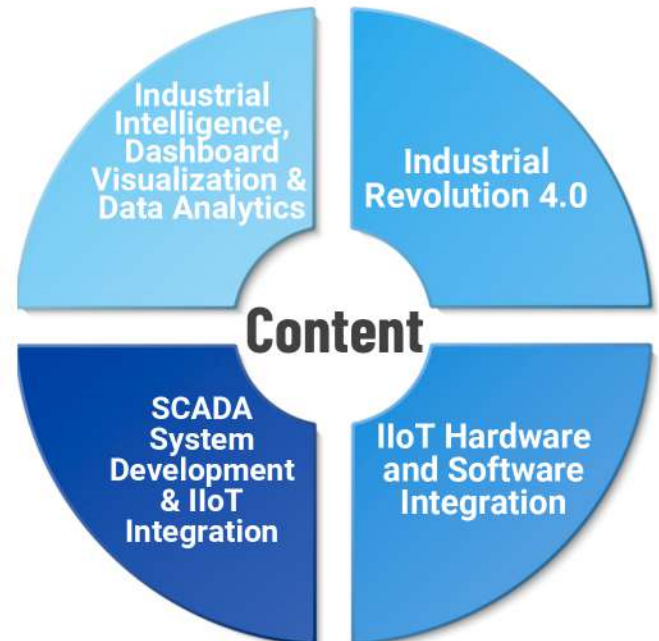 Industrial
Intelligence,
Dashboard
Visualization &
Data Analytics
Industrial
Revolution 4.0
Content
SCADA
System
Development
& IIoT
Integration
IIoT Hardware
and Software
Integration